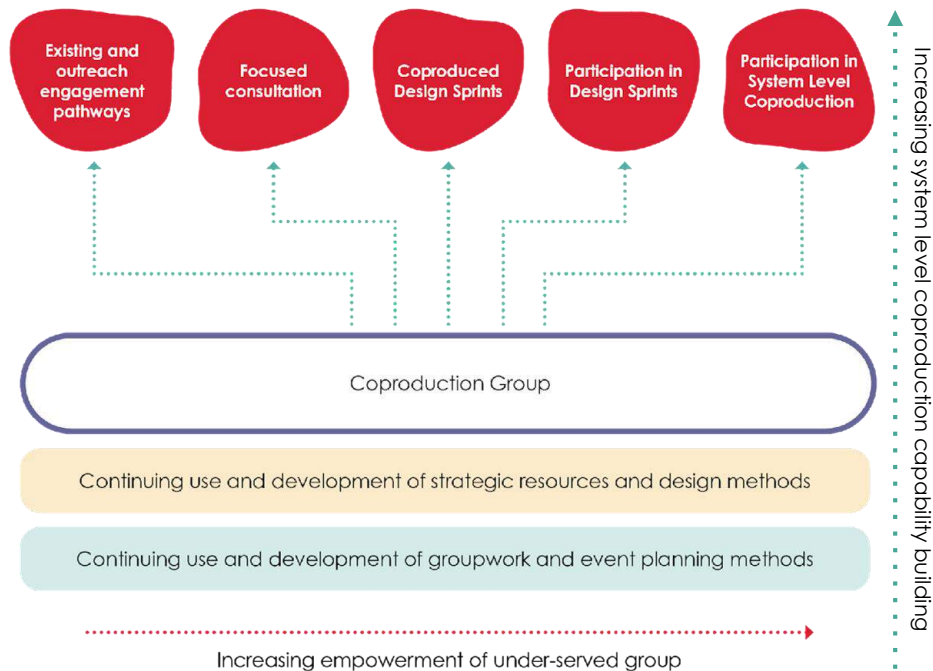 Existing and
outreach
engagement
pathways
Focused
consultation
Coproduced
Design Sprints
Participation in
Design Sprints
Participation in
System Level
Coproduction
Coproduction Group
Continuing use and development of strategic resources and design methods
Continuing use and development of groupwork and event planning methods
Increasing empowerment of under-served group
Increasing system level coproduction capability building